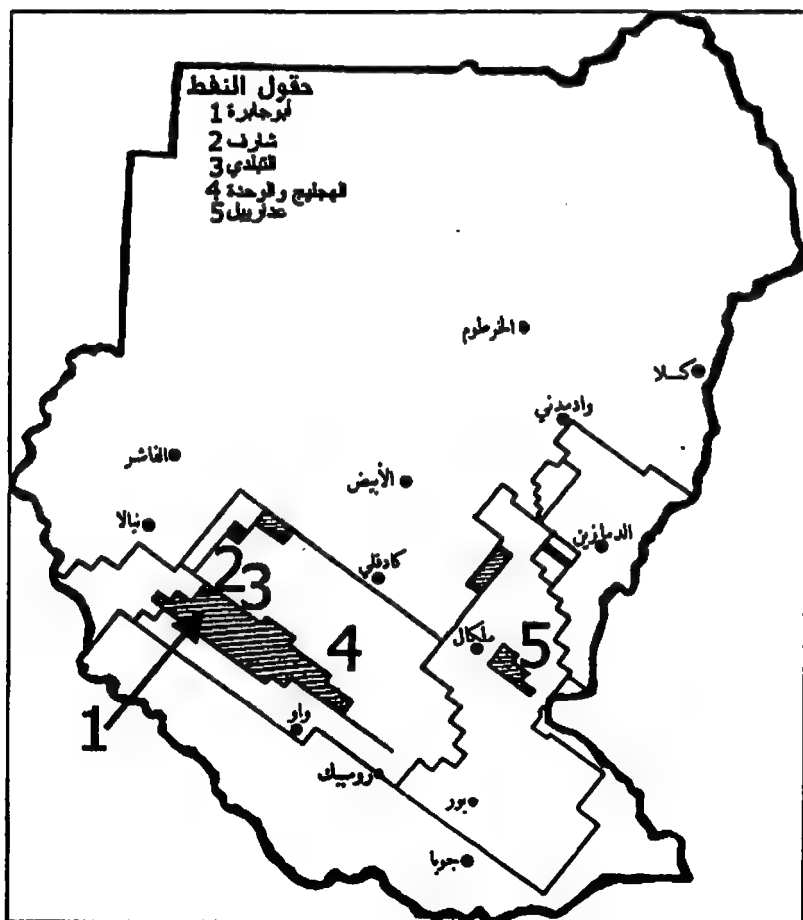 حقول النفط
1 أبوجابرة
2 شارف
3 التبلدي
4 الهجليج والوحدة
5 عدارييل
الخرطوم
كسلا
وادمدني
الفاشر
الأبيض
نيالا
الدمازين
كادقلي
2
3
4
ملكال
5
1
واو
رومبيك
بور
جوبا